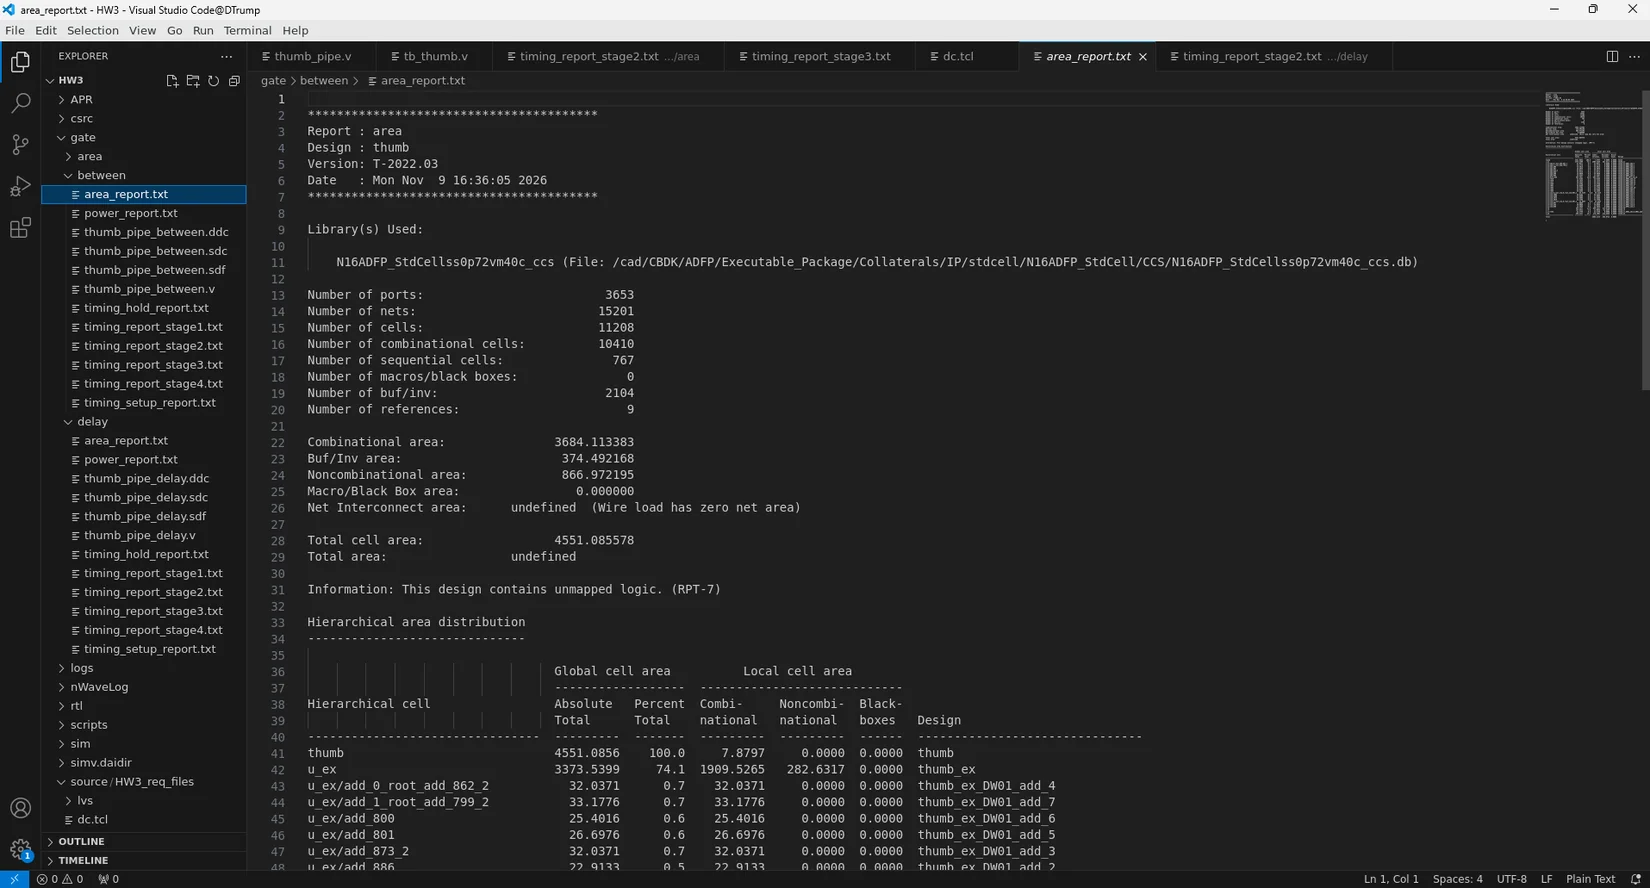 area_report.txt - HW3 - Visual Studio Code@DTrump
File Edit Selection View Go Run Terminal Help
EXPLORER
HW3
APR
csrc
gate
area
between
area_report.txt
power_report.txt
thumb_pipe_between.ddc
thumb_pipe_between.sdc
thumb_pipe_between.sdf
thumb_pipe_between.v
timing_hold_report.txt
timing_report_stage1.txt
timing_report_stage2.txt
timing_report_stage3.txt
timing_report_stage4.txt
timing_setup_report.txt
delay
area_report.txt
power_report.txt
thumb_pipe_delay.ddc
thumb_pipe_delay.sdc
thumb_pipe_delay.sdf
thumb_pipe_delay.v
timing_hold_report.txt
timing_report_stage1.txt
timing_report_stage2.txt
timing_report_stage3.txt
timing_report_stage4.txt
timing_setup_report.txt
logs
nWaveLog
rtl
scripts
sim
simv.daidir
source / HW3_req_files
lvs
dc.tcl
OUTLINE
TIMELINE
1
thumb_pipe.v tb_thumb.v timing_report_stage2.txt .../area timing_report_stage3.txt dc.tcl area_report.txt timing_report_stage2.txt .../delay
gate > between > area_report.txt
1
2 ****************************************
3 Report : area
4 Design : thumb
5 Version: T-2022.03
6 Date   : Mon Nov  9 16:36:05 2026
7 ****************************************
8
9 Library(s) Used:
10
11     N16ADFP_StdCellss0p72vm40c_ccs (File: /cad/CBDK/ADFP/Executable_Package/Collaterals/IP/stdcell/N16ADFP_StdCell/CCS/N16ADFP_StdCellss0p72vm40c_ccs.db)
12
13 Number of ports: 3653
14 Number of nets: 15201
15 Number of cells: 11208
16 Number of combinational cells: 10410
17 Number of sequential cells: 767
18 Number of macros/black boxes: 0
19 Number of buf/inv: 2104
20 Number of references: 9
21
22 Combinational area: 3684.113383
23 Buf/Inv area: 374.492168
24 Noncombinational area: 866.972195
25 Macro/Black Box area: 0.000000
26 Net Interconnect area: undefined  (Wire load has zero net area)
27
28 Total cell area: 4551.085578
29 Total area: undefined
30
31 Information: This design contains unmapped logic. (RPT-7)
32
33 Hierarchical area distribution
34 ------------------------------
35
36 Global cell area Local cell area
37 ------------------ ----------------------------
38 Hierarchical cell Absolute Percent Combi- Noncombi- Black-
39 Total Total national national boxes Design
40 -------------------------------- --------- ------- --------- --------- ------ -------------------------------
41 thumb 4551.0856 100.0 7.8797 0.0000 0.0000 thumb
42 u_ex 3373.5399 74.1 1909.5265 282.6317 0.0000 thumb_ex
43 u_ex/add_0_root_add_862_2 32.0371 0.7 32.0371 0.0000 0.0000 thumb_ex_DW01_add_4
44 u_ex/add_1_root_add_799_2 33.1776 0.7 33.1776 0.0000 0.0000 thumb_ex_DW01_add_7
45 u_ex/add_800 25.4016 0.6 25.4016 0.0000 0.0000 thumb_ex_DW01_add_6
46 u_ex/add_801 26.6976 0.6 26.6976 0.0000 0.0000 thumb_ex_DW01_add_5
47 u_ex/add_873_2 32.0371 0.7 32.0371 0.0000 0.0000 thumb_ex_DW01_add_3
48 u_ex/add_886 22.9133 0.5 22.9133 0.0000 0.0000 thumb_ex_DW01_add_2
0 0 0 Ln 1, Col 1 Spaces: 4 UTF-8 LF Plain Text